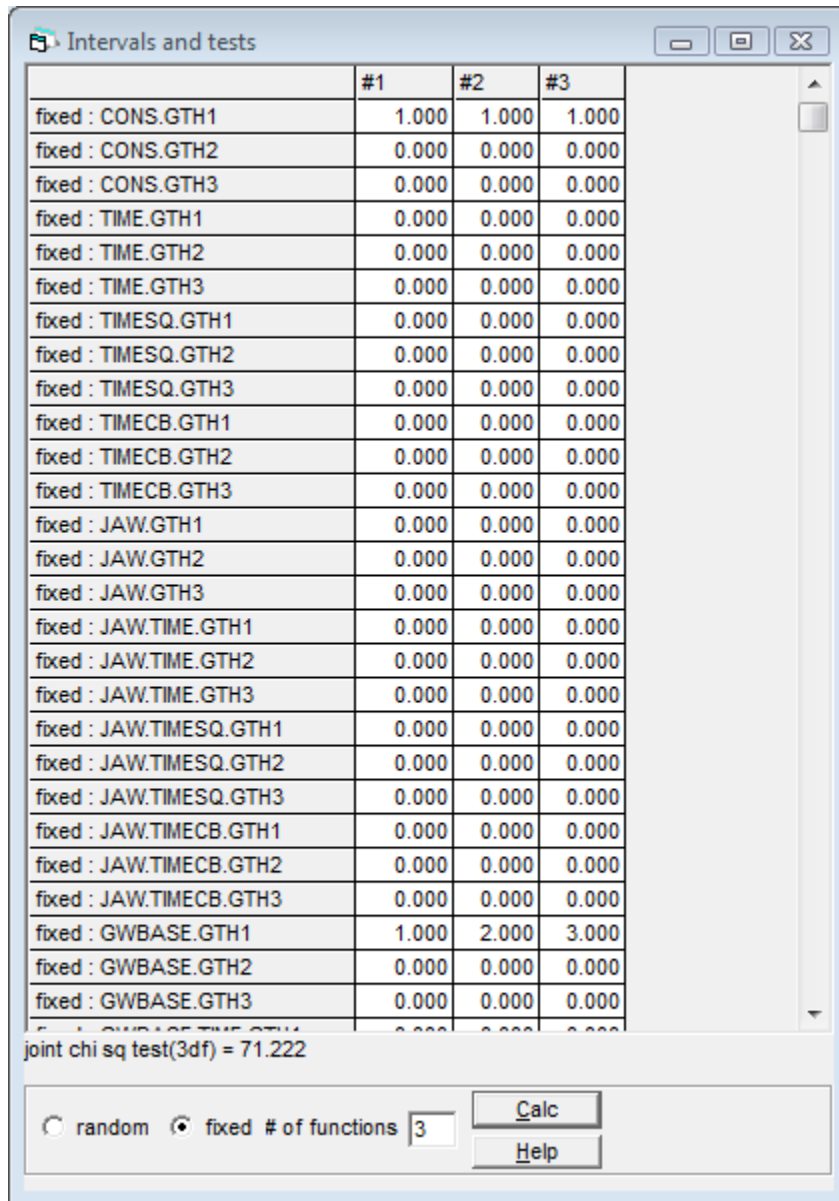 Intervals and tests
#1 #2 #3
fixed : CONS.GTH1 1.000 1.000 1.000
fixed : CONS.GTH2 0.000 0.000 0.000
fixed : CONS.GTH3 0.000 0.000 0.000
fixed : TIME.GTH1 0.000 0.000 0.000
fixed : TIME.GTH2 0.000 0.000 0.000
fixed : TIME.GTH3 0.000 0.000 0.000
fixed : TIMESQ.GTH1 0.000 0.000 0.000
fixed : TIMESQ.GTH2 0.000 0.000 0.000
fixed : TIMESQ.GTH3 0.000 0.000 0.000
fixed : TIMECB.GTH1 0.000 0.000 0.000
fixed : TIMECB.GTH2 0.000 0.000 0.000
fixed : TIMECB.GTH3 0.000 0.000 0.000
fixed : JAW.GTH1 0.000 0.000 0.000
fixed : JAW.GTH2 0.000 0.000 0.000
fixed : JAW.GTH3 0.000 0.000 0.000
fixed : JAW.TIME.GTH1 0.000 0.000 0.000
fixed : JAW.TIME.GTH2 0.000 0.000 0.000
fixed : JAW.TIME.GTH3 0.000 0.000 0.000
fixed : JAW.TIMESQ.GTH1 0.000 0.000 0.000
fixed : JAW.TIMESQ.GTH2 0.000 0.000 0.000
fixed : JAW.TIMESQ.GTH3 0.000 0.000 0.000
fixed : JAW.TIMECB.GTH1 0.000 0.000 0.000
fixed : JAW.TIMECB.GTH2 0.000 0.000 0.000
fixed : JAW.TIMECB.GTH3 0.000 0.000 0.000
fixed : GWBASE.GTH1 1.000 2.000 3.000
fixed : GWBASE.GTH2 0.000 0.000 0.000
fixed : GWBASE.GTH3 0.000 0.000 0.000
joint chi sq test(3df) = 71.222
random fixed # of functions 3 Calc
Help